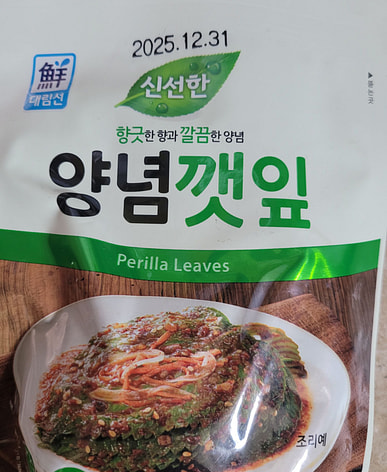 2025.12.31
鮮
대림선
신선한
향긋한 향과 깔끔한 양념
양념깻잎
Perilla Leaves
조리예